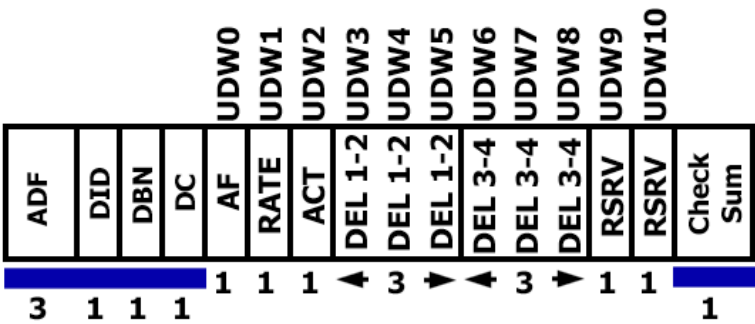 UDW0 UDW1 UDW2 UDW3 UDW4 UDW5 UDW6 UDW7 UDW8 UDW9 UDW10
ADF DID DBN DC AF RATE ACT DEL 1-2 DEL 1-2 DEL 1-2 DEL 3-4 DEL 3-4 DEL 3-4 RSRV RSRV Check Sum
1 1 1 3 3 1 1
3 1 1 1 1